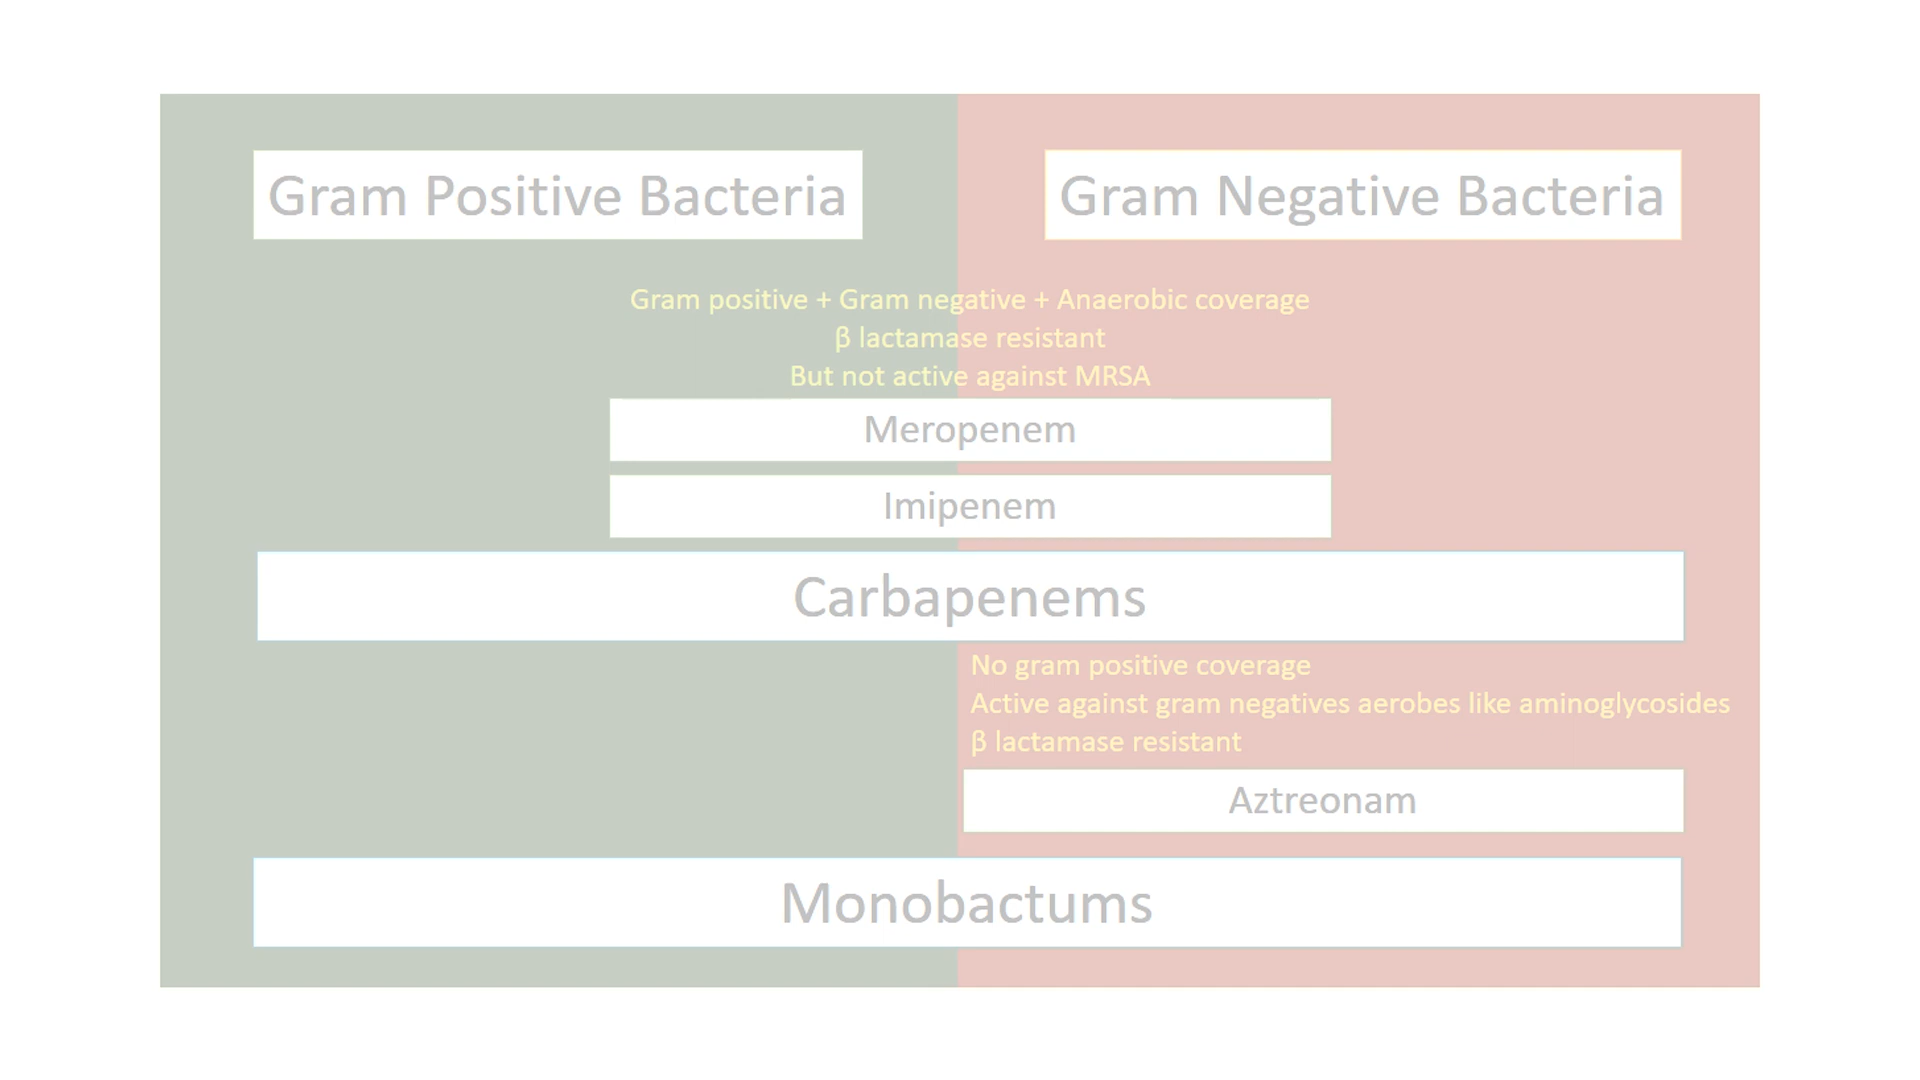 Gram Positive Bacteria
Gram Negative Bacteria
Gram positive + Gram negative + Anaerobic coverage
β lactamase resistant
But not active against MRSA
Meropenem
Imipenem
Carbapenems
No gram positive coverage
Active against gram negatives aerobes like aminoglycosides
β lactamase resistant
Aztreonam
Monobactums